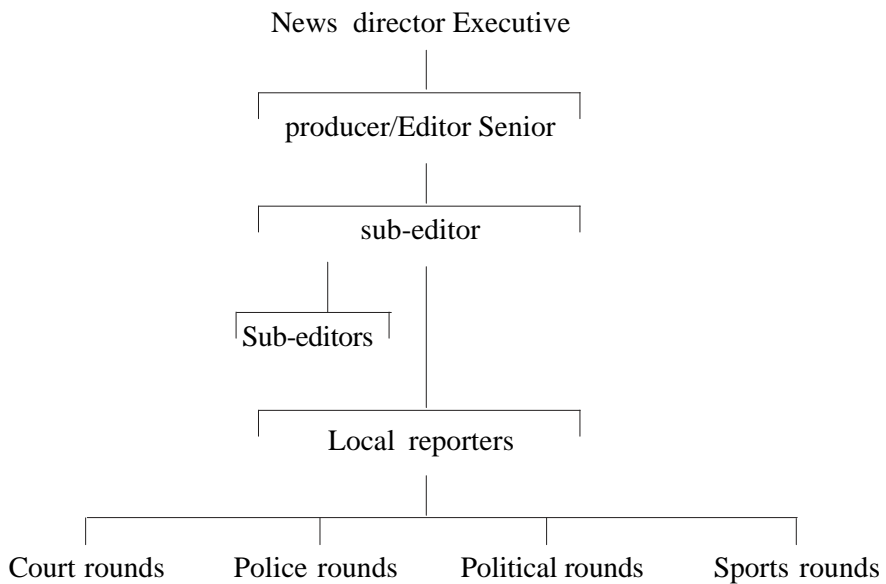 News director Executive
producer/Editor Senior
sub-editor
Sub-editors
Local reporters
Court rounds Police rounds Political rounds Sports rounds